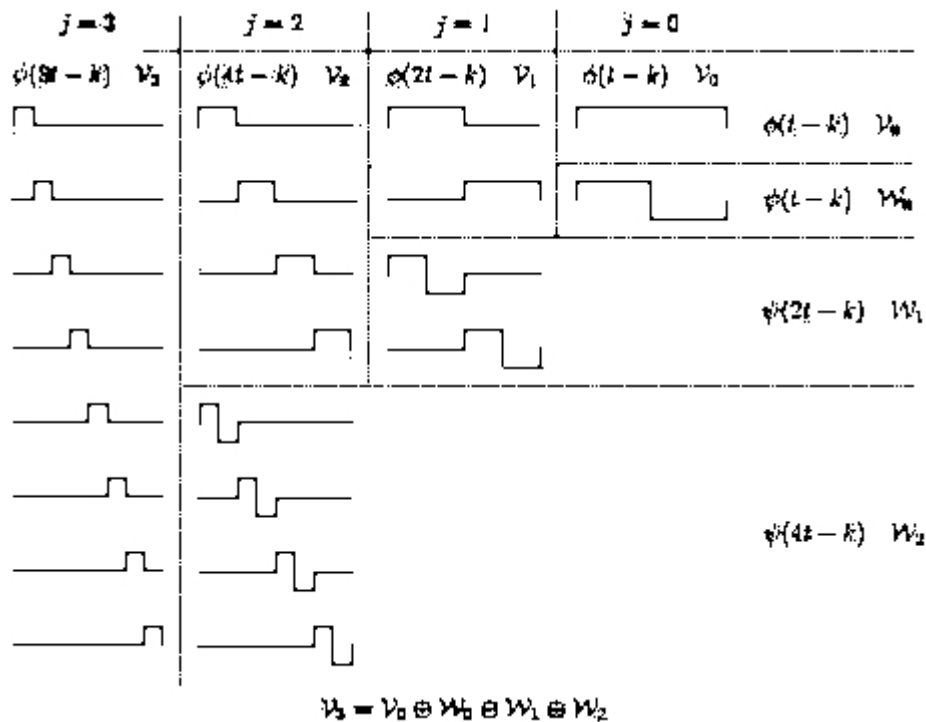 j = 3 j = 2 j = 1 j = 0
ϕ(8t − k) 𝒱₃ ϕ(4t − k) 𝒱₂ ϕ(2t − k) 𝒱₁ ϕ(t − k) 𝒱₀
ϕ(t − k) 𝒱₀
ψ(t − k) 𝒲₀
ψ(2t − k) 𝒲₁
ψ(4t − k) 𝒲₂
𝒱₃ = 𝒱₀ ⊕ 𝒲₀ ⊕ 𝒲₁ ⊕ 𝒲₂